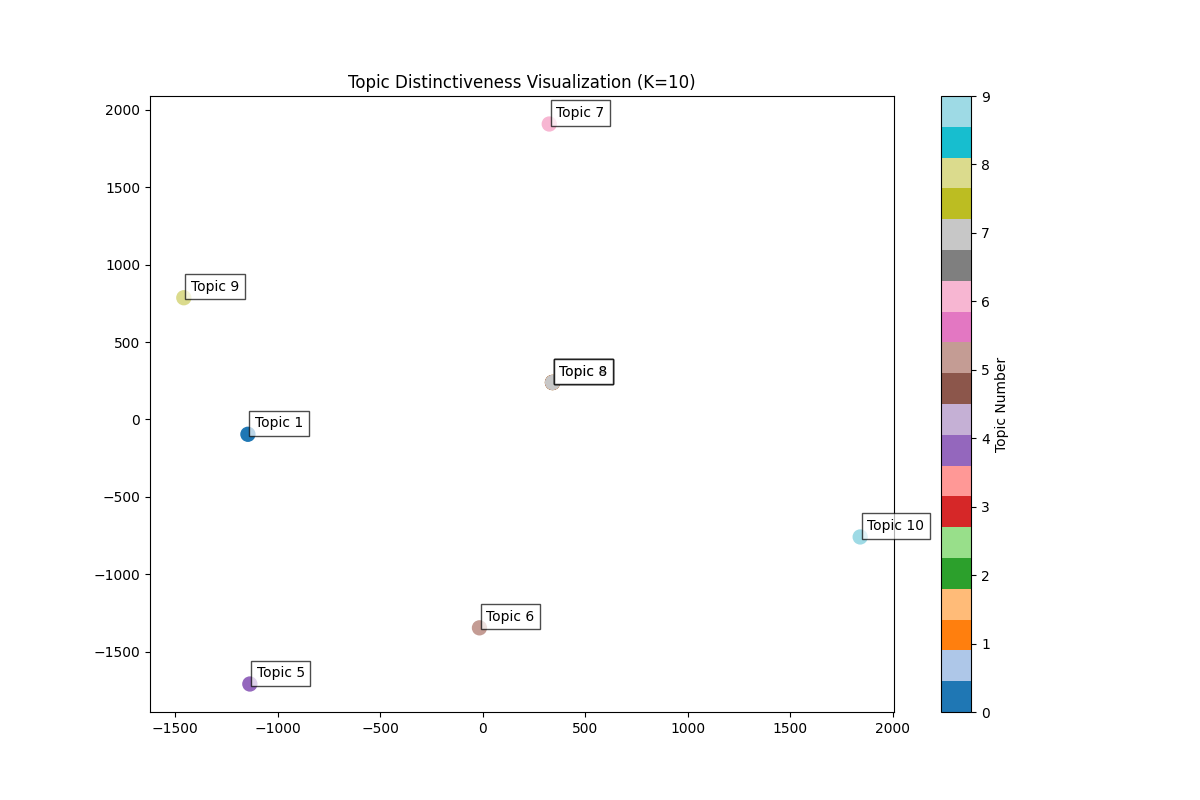 Topic Distinctiveness Visualization (K=10)
2000
1500
1000
500
0
−500
−1000
−1500
−1500
−1000
−500
0
500
1000
1500
2000
Topic 7
Topic 9
Topic 8
Topic 1
Topic 10
Topic 6
Topic 5
9
8
7
6
5
4
3
2
1
0
Topic Number